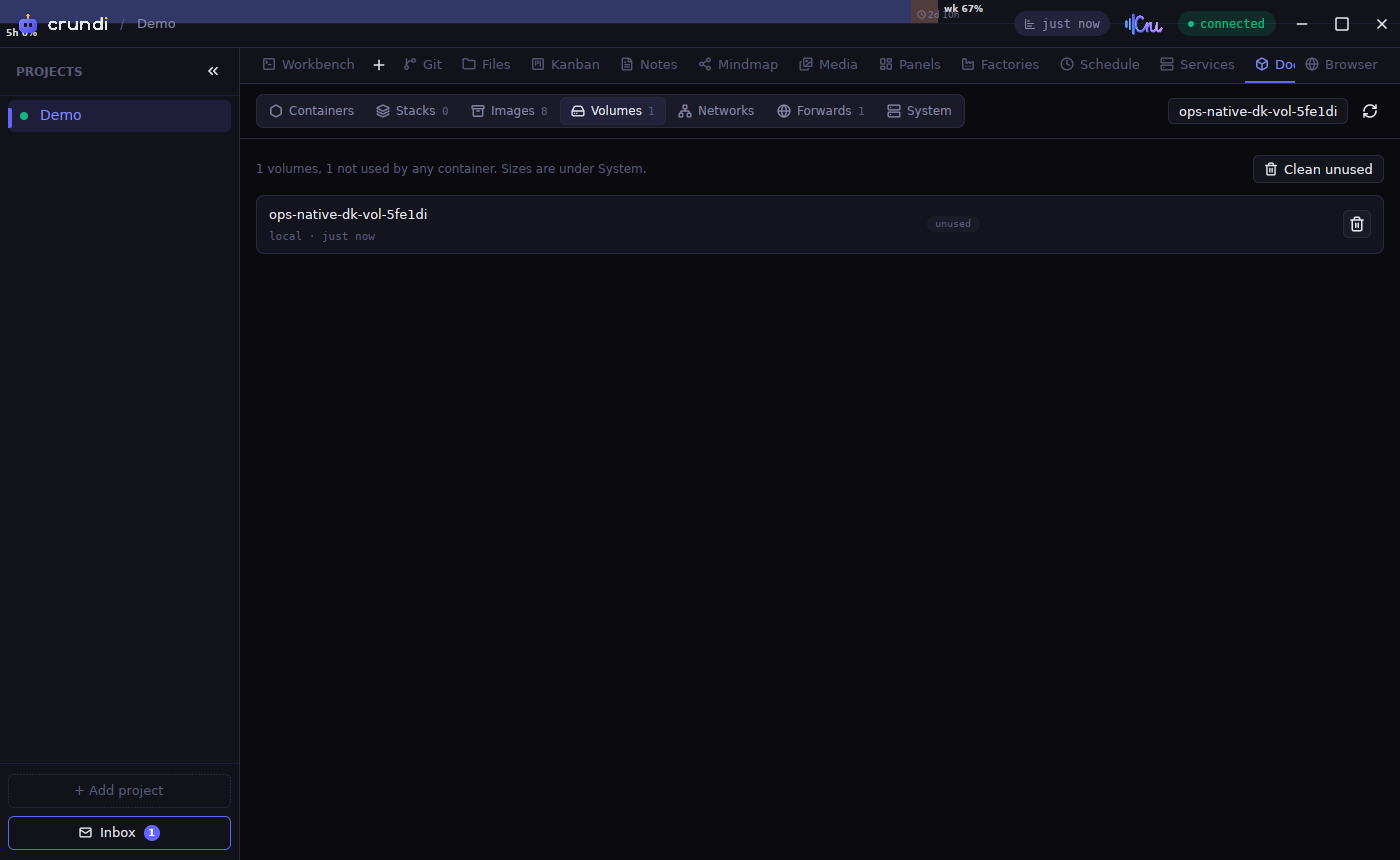 wk 67%
2d 10h
5h
crundi / Demo
just now
Cru
connected
PROJECTS
Workbench
Git
Files
Kanban
Notes
Mindmap
Media
Panels
Factories
Schedule
Services
Doc
Browser
Demo
Containers
Stacks 0
Images 8
Volumes 1
Networks
Forwards 1
System
ops-native-dk-vol-5fe1di
1 volumes, 1 not used by any container. Sizes are under System.
Clean unused
ops-native-dk-vol-5fe1di
unused
local · just now
+ Add project
Inbox 1